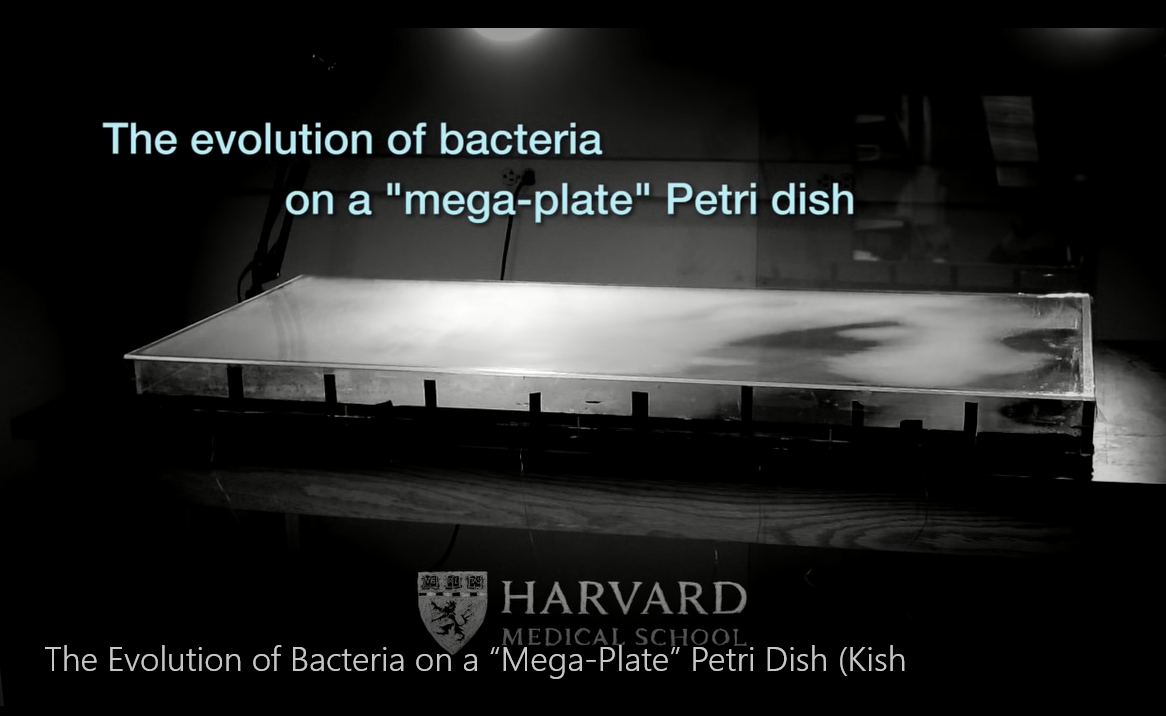 The evolution of bacteria
on a "mega-plate" Petri dish
HARVARD
MEDICAL SCHOOL
The Evolution of Bacteria on a “Mega-Plate” Petri Dish (Kish